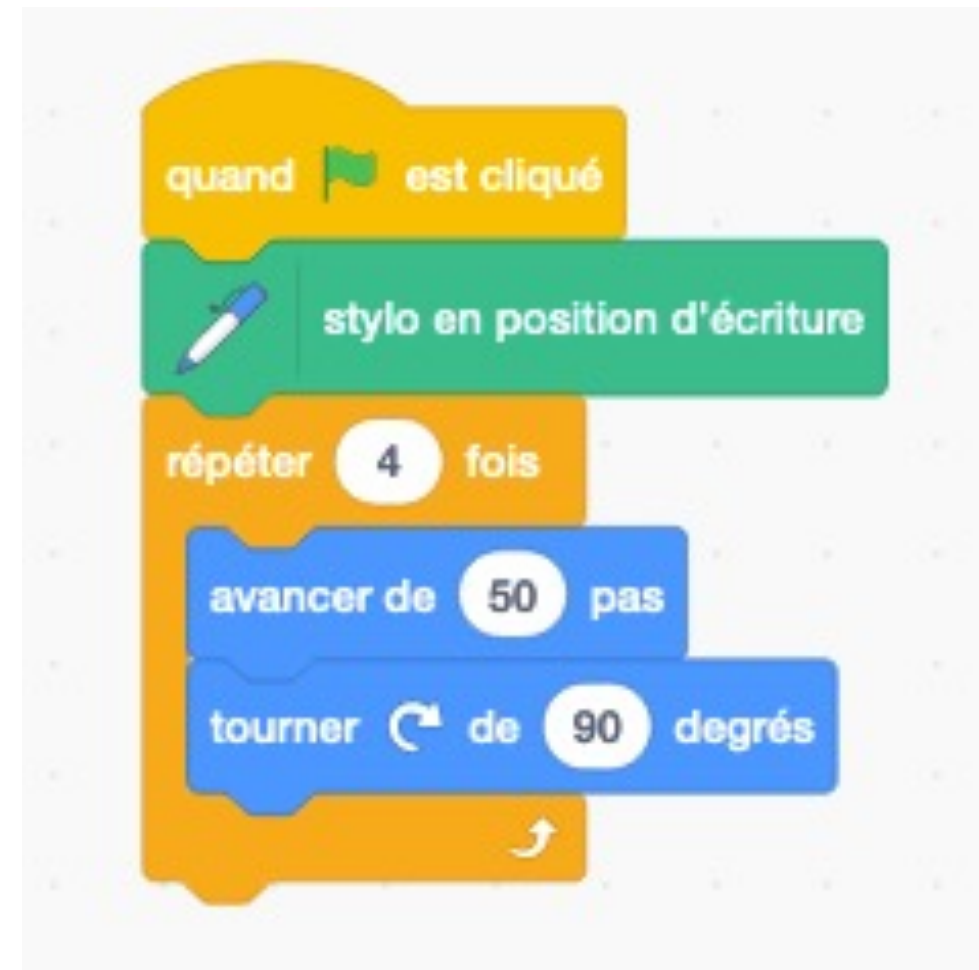 quand est cliqué
stylo en position d'écriture
répéter 4 fois
avancer de 50 pas
tourner de 90 degrés